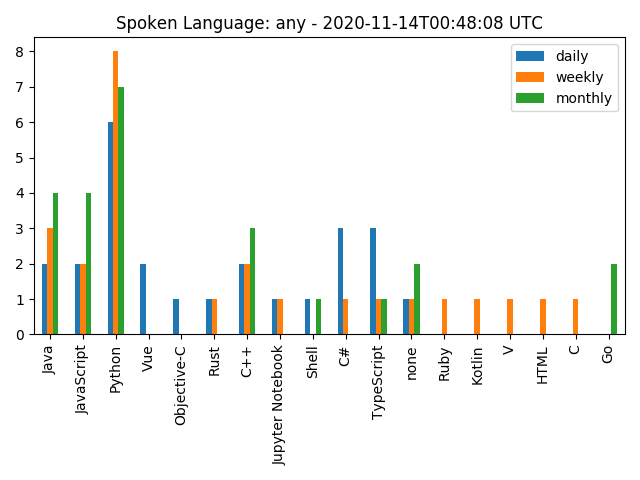 Spoken Language: any - 2020-11-14T00:48:08 UTC
daily
weekly
monthly
8
7
6
5
4
3
2
1
0
Java
JavaScript
Python
Vue
Objective-C
Rust
C++
Jupyter Notebook
Shell
C#
TypeScript
none
Ruby
Kotlin
V
HTML
C
Go